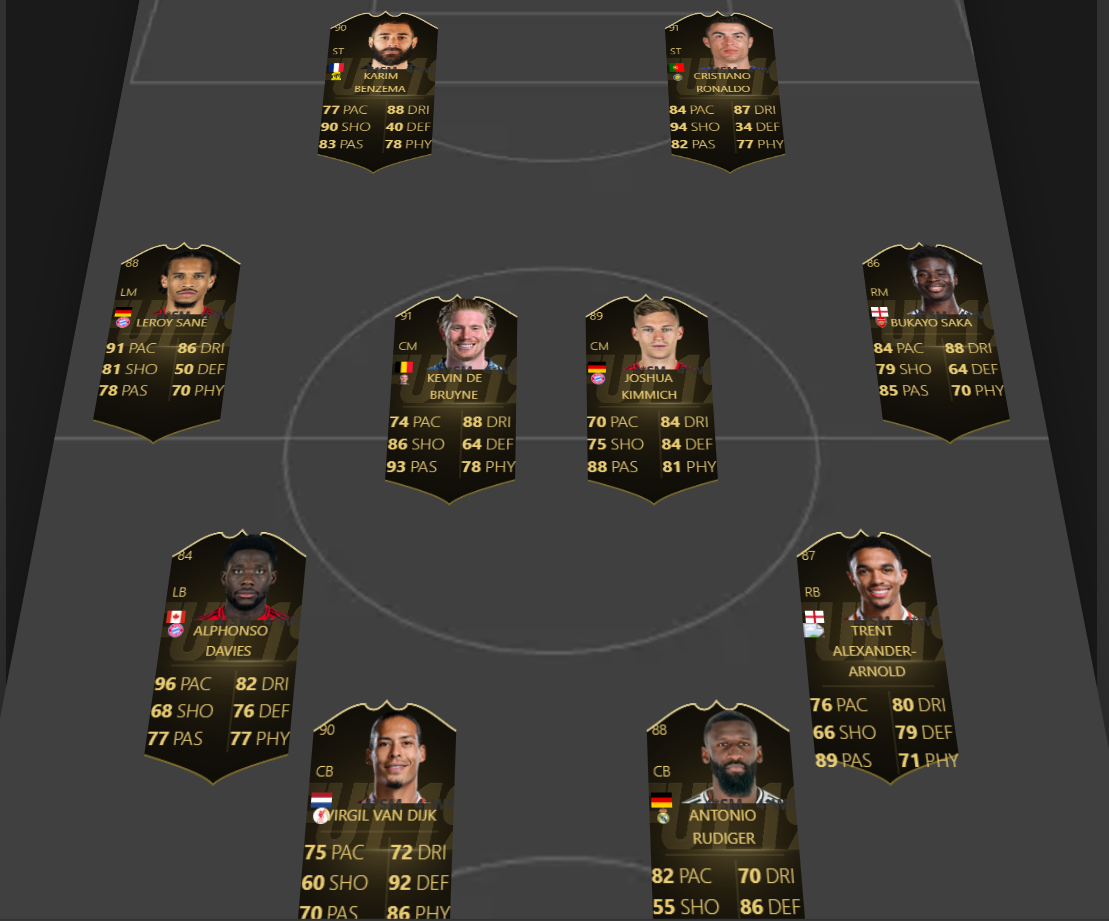 90
ST
KARIM
BENZEMA
77 PAC 88 DRI
90 SHO 40 DEF
83 PAS 78 PHY
91
ST
CRISTIANO
RONALDO
84 PAC 87 DRI
94 SHO 34 DEF
82 PAS 77 PHY
88
LM
LEROY SANÉ
91 PAC 86 DRI
81 SHO 50 DEF
78 PAS 70 PHY
91
CM
KEVIN DE
BRUYNE
74 PAC 88 DRI
86 SHO 64 DEF
93 PAS 78 PHY
89
CM
JOSHUA
KIMMICH
70 PAC 84 DRI
75 SHO 84 DEF
88 PAS 81 PHY
86
RM
BUKAYO SAKA
84 PAC 88 DRI
79 SHO 64 DEF
85 PAS 70 PHY
84
LB
ALPHONSO
DAVIES
96 PAC 82 DRI
68 SHO 76 DEF
77 PAS 77 PHY
87
RB
TRENT
ALEXANDER-
ARNOLD
76 PAC 80 DRI
66 SHO 79 DEF
89 PAS 71 PHY
90
CB
VIRGIL VAN DIJK
75 PAC 72 DRI
60 SHO 92 DEF
70 PAS 86 PHY
88
CB
ANTONIO
RUDIGER
82 PAC 70 DRI
55 SHO 86 DEF